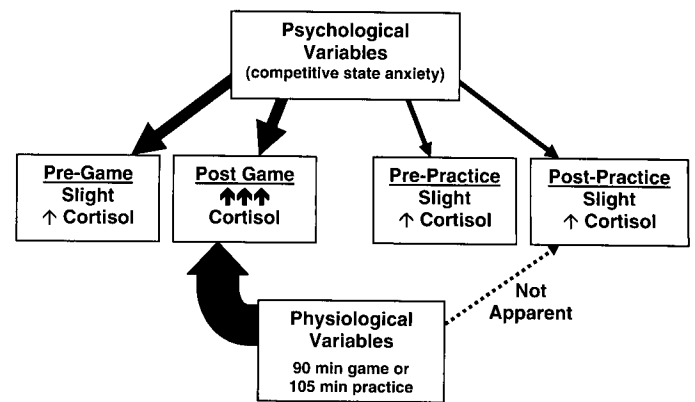 Psychological
Variables
(competitive state anxiety)
Pre-Game
Slight
↑ Cortisol
Post Game
↑↑↑
Cortisol
Pre-Practice
Slight
↑ Cortisol
Post-Practice
Slight
↑ Cortisol
Not
Apparent
Physiological
Variables
90 min game or
105 min practice